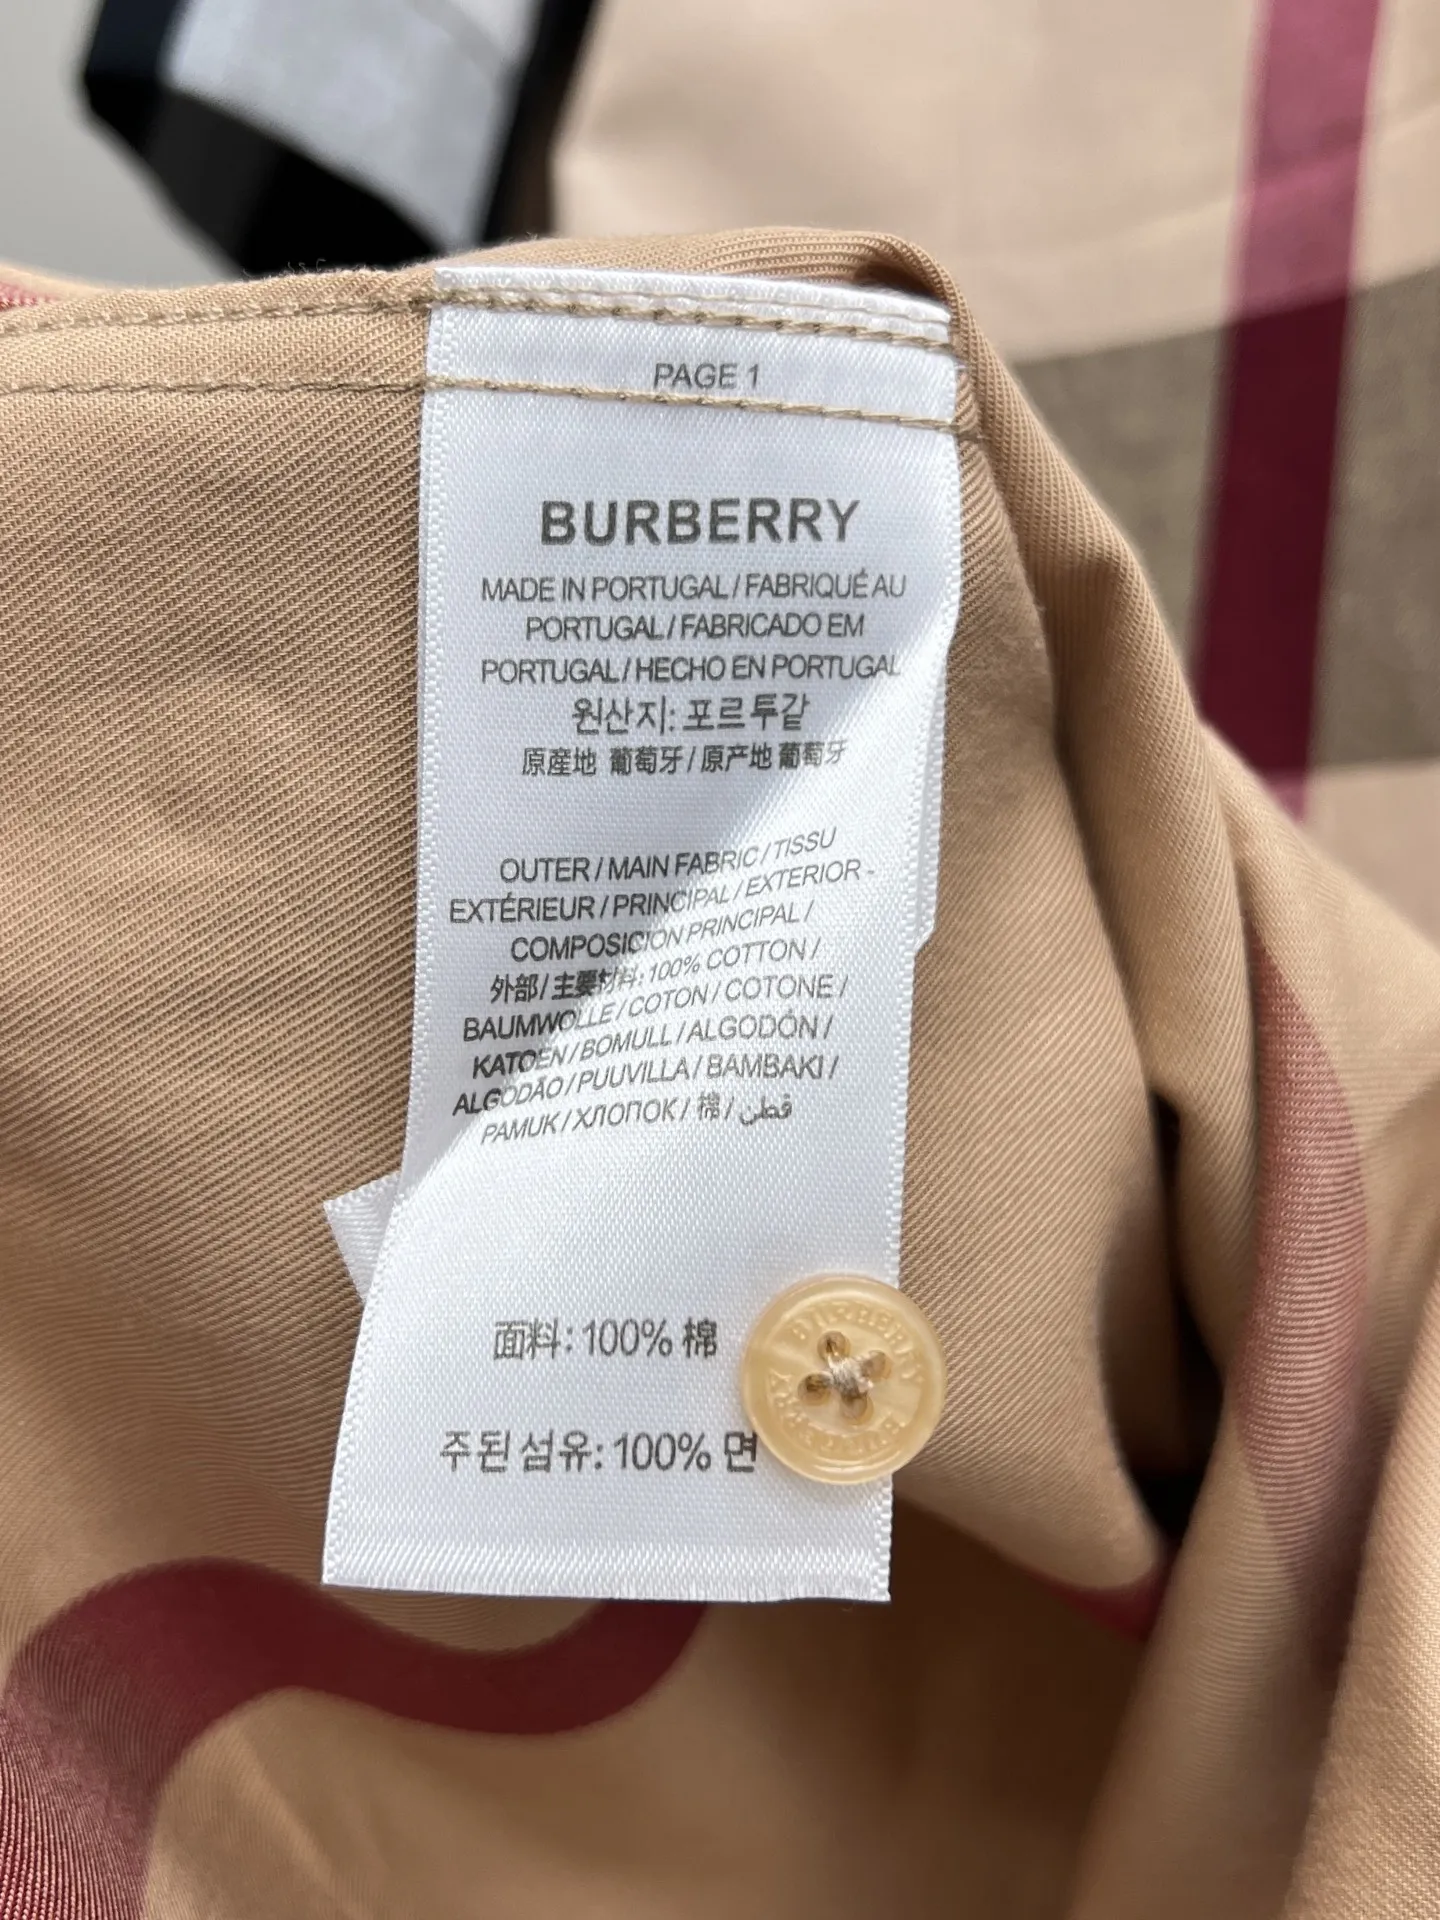 PAGE 1
BURBERRY
MADE IN PORTUGAL / FABRIQUÉ AU
PORTUGAL / FABRICADO EM
PORTUGAL / HECHO EN PORTUGAL
원산지: 포르투갈
原産地 葡萄牙 / 原产地 葡萄牙
OUTER / MAIN FABRIC / TISSU
EXTÉRIEUR / PRINCIPAL / EXTERIOR -
COMPOSICION PRINCIPAL /
外部 / 主要材料: 100% COTTON /
BAUMWOLLE / COTON / COTONE /
KATOEN / BOMULL / ALGODÓN /
ALGODÃO / PUUVILLA / BAMBAKI /
PAMUK / ХЛОПОК / 棉 / قطن
面料: 100% 棉
주된 섬유: 100% 면
BURBERRY
BURBERRY